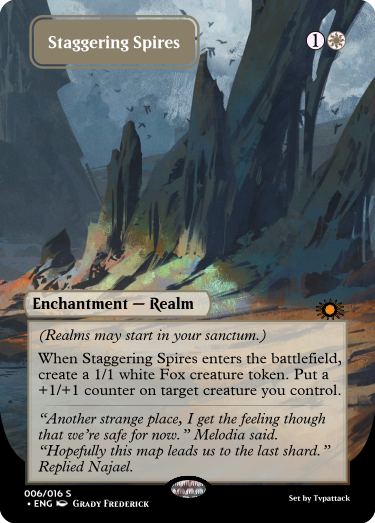 Staggering Spires
1
Enchantment — Realm
(Realms may start in your sanctum.)
When Staggering Spires enters the battlefield,
create a 1/1 white Fox creature token. Put a
+1/+1 counter on target creature you control.
“Another strange place, I get the feeling though
that we’re safe for now.” Melodia said.
“Hopefully this map leads us to the last shard.”
Replied Najael.
006/016 S
• ENG Grady Frederick
Set by Tvpattack